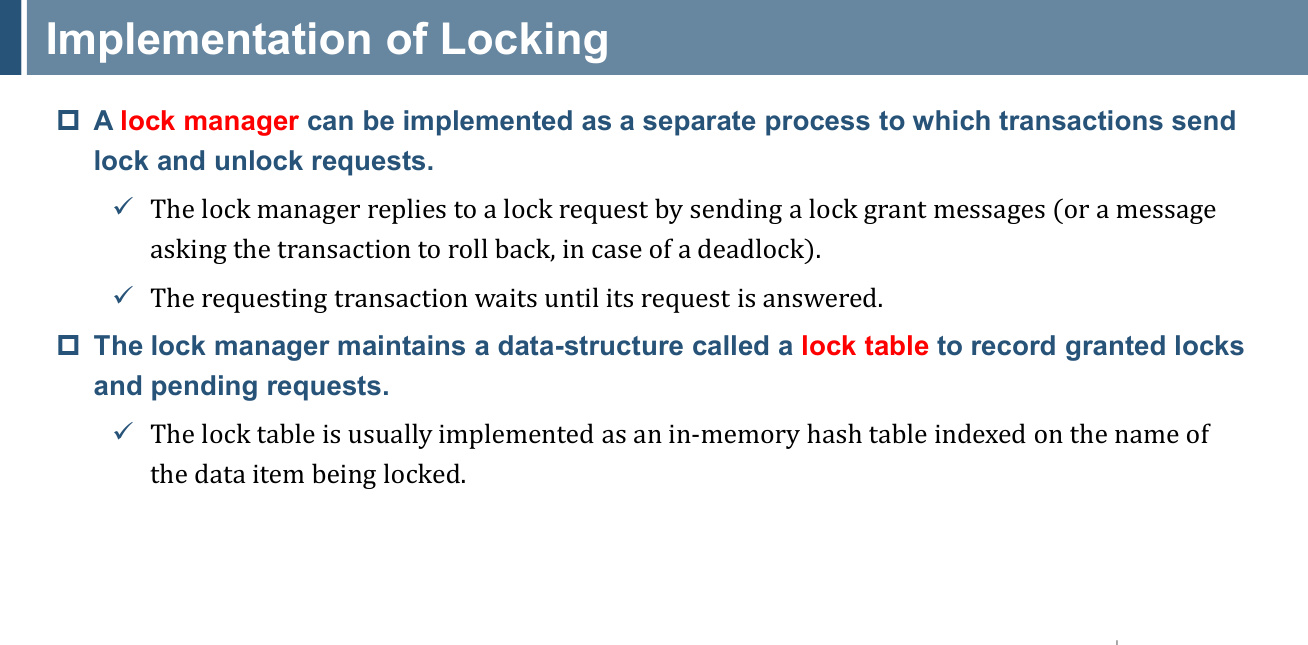 Implementation of Locking
A lock manager can be implemented as a separate process to which transactions send
lock and unlock requests.
The lock manager replies to a lock request by sending a lock grant messages (or a message
asking the transaction to roll back, in case of a deadlock).
The requesting transaction waits until its request is answered.
The lock manager maintains a data-structure called a lock table to record granted locks
and pending requests.
The lock table is usually implemented as an in-memory hash table indexed on the name of
the data item being locked.